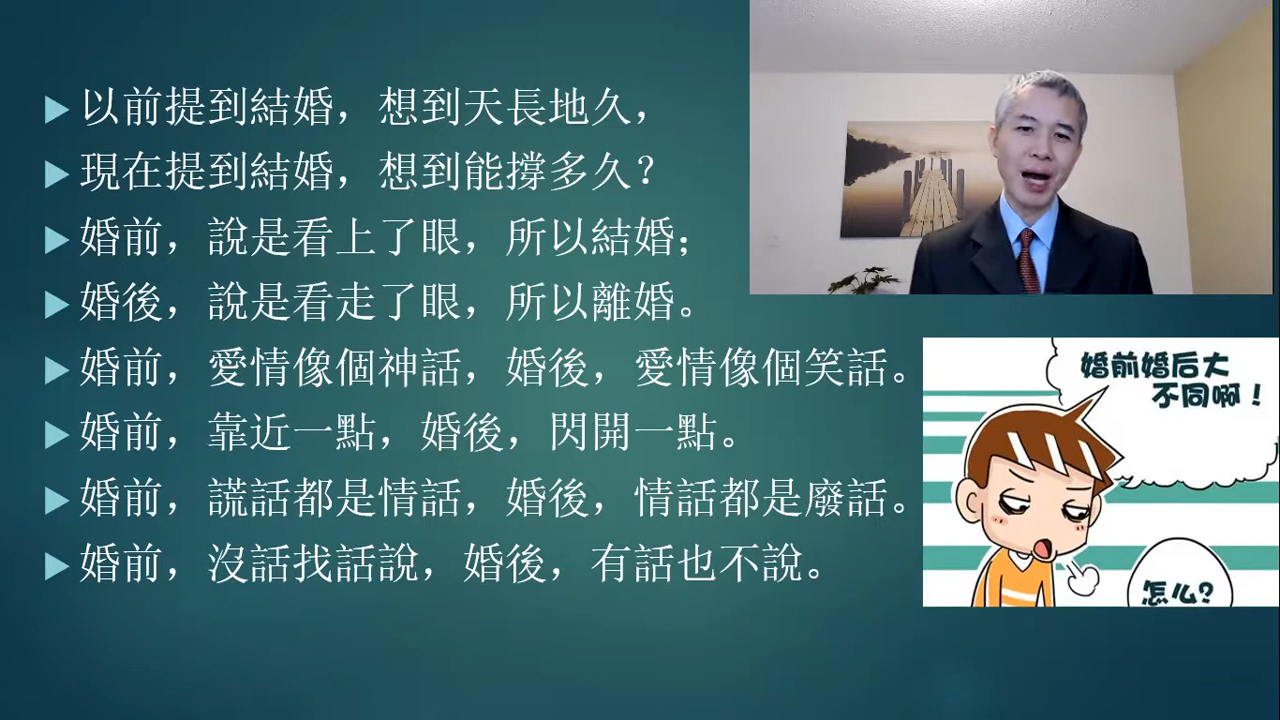 以前提到結婚，想到天長地久，
現在提到結婚，想到能撐多久？
婚前，說是看上了眼，所以結婚；
婚後，說是看走了眼，所以離婚。
婚前，愛情像個神話，婚後，愛情像個笑話。
婚前，靠近一點，婚後，閃開一點。
婚前，謊話都是情話，婚後，情話都是廢話。
婚前，沒話找話說，婚後，有話也不說。
婚前婚后大
不同啊！
怎么？